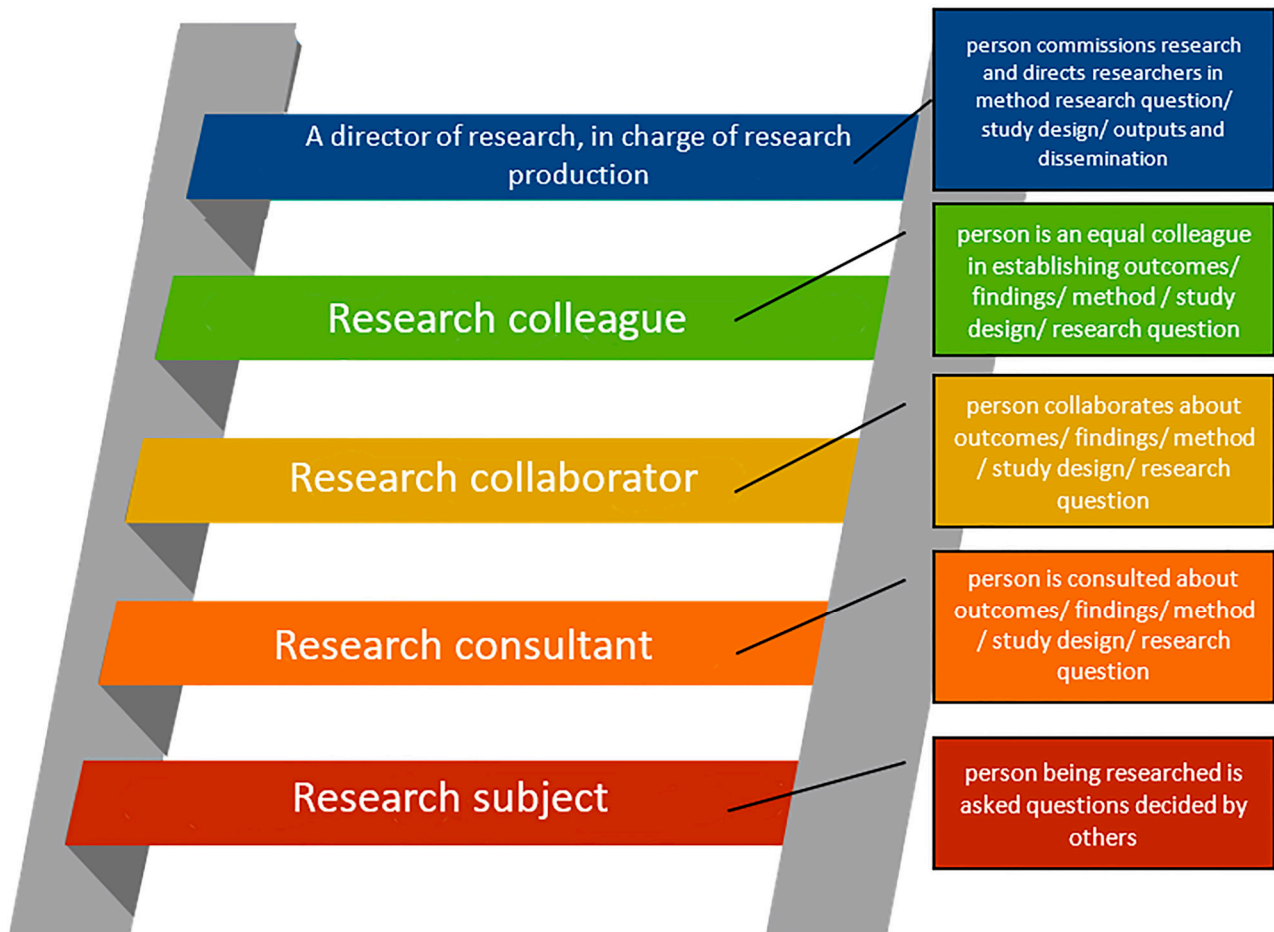 A director of research, in charge of research
production
person commissions research
and directs researchers in
method research question/
study design/ outputs and
dissemination
Research colleague
person is an equal colleague
in establishing outcomes/
findings/ method / study
design/ research question
Research collaborator
person collaborates about
outcomes/ findings/ method
/ study design/ research
question
Research consultant
person is consulted about
outcomes/ findings/ method
/ study design/ research
question
Research subject
person being researched is
asked questions decided by
others